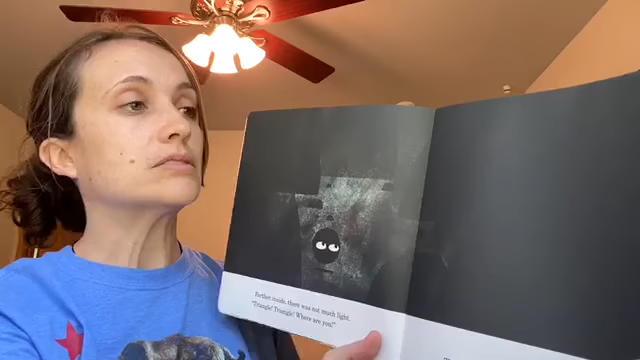 Farther inside, there was not much light.
"Triangle! Triangle! Where are you?"